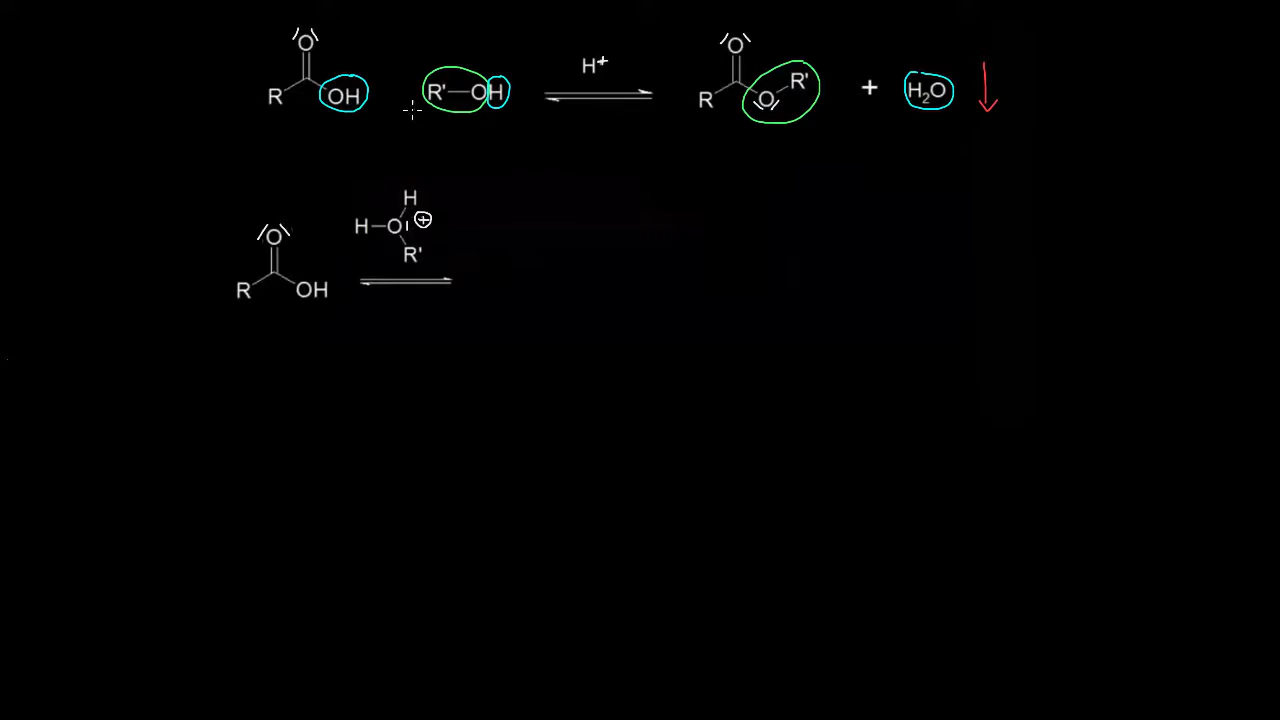 O H⁺ O R'
R OH R'—OH R O + H₂O
H
O H—O ⊕
R'
R OH